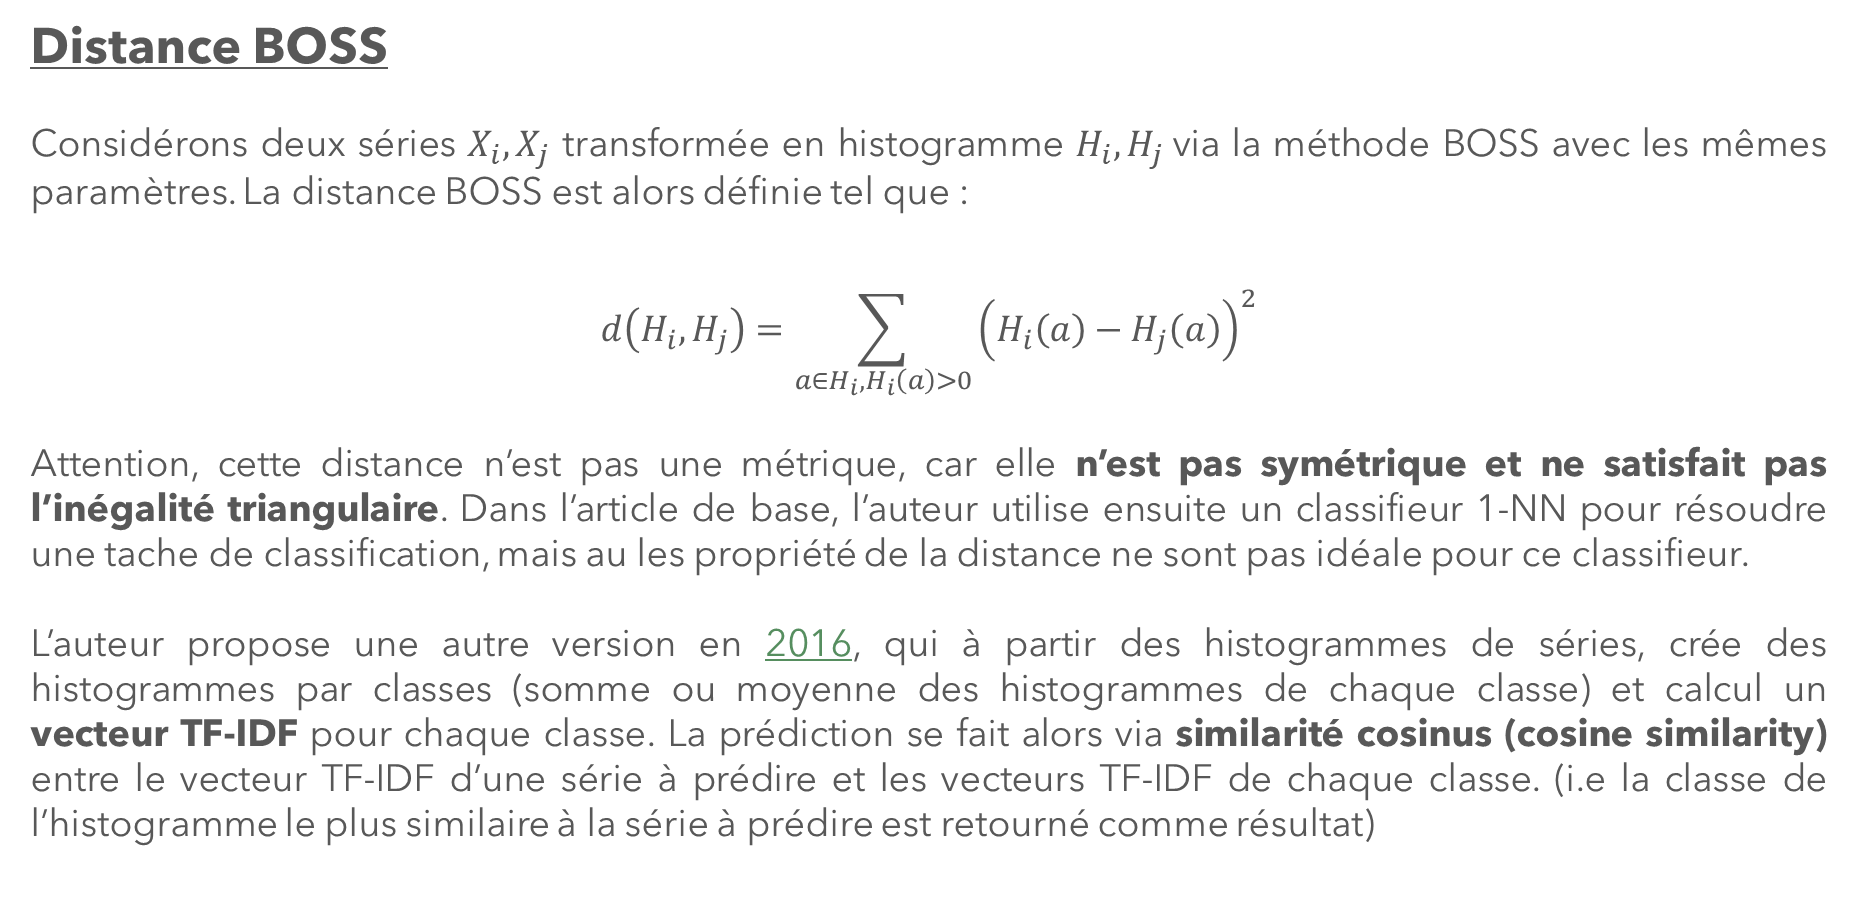 Distance BOSS
Considérons deux séries X_i, X_j transformée en histogramme H_i, H_j via la méthode BOSS avec les mêmes
paramètres. La distance BOSS est alors définie tel que :
d(H_i, H_j) = ∑_{a∈H_i, H_i(a)>0} (H_i(a) − H_j(a))^2
Attention, cette distance n’est pas une métrique, car elle n’est pas symétrique et ne satisfait pas
l’inégalité triangulaire. Dans l’article de base, l’auteur utilise ensuite un classifieur 1-NN pour résoudre
une tache de classification, mais au les propriété de la distance ne sont pas idéale pour ce classifieur.
L’auteur propose une autre version en 2016, qui à partir des histogrammes de séries, crée des
histogrammes par classes (somme ou moyenne des histogrammes de chaque classe) et calcul un
vecteur TF-IDF pour chaque classe. La prédiction se fait alors via similarité cosinus (cosine similarity)
entre le vecteur TF-IDF d’une série à prédire et les vecteurs TF-IDF de chaque classe. (i.e la classe de
l’histogramme le plus similaire à la série à prédire est retourné comme résultat)